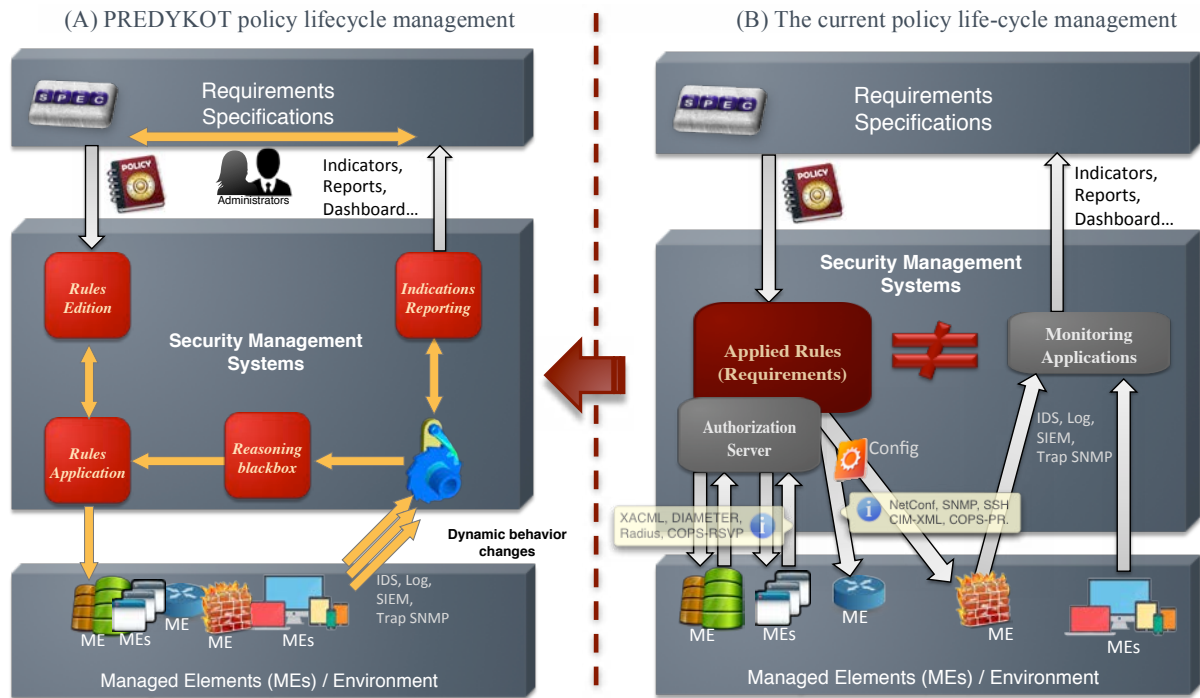 (A) PREDYKOT policy lifecycle management
SPEC
Requirements
Specifications
POLICY
Administrators
Indicators,
Reports,
Dashboard...
Rules
Edition
Indications
Reporting
Security Management
Systems
Rules
Application
Reasoning
blackbox
Dynamic behavior
changes
IDS, Log,
SIEM,
Trap SNMP
ME
MEs
ME
ME
MEs
Managed Elements (MEs) / Environment
(B) The current policy life-cycle management
SPEC
Requirements
Specifications
POLICY
Indicators,
Reports,
Dashboard...
Security Management
Systems
Applied Rules
(Requirements)
Monitoring
Applications
Authorization
Server
Config
IDS, Log,
SIEM,
Trap SNMP
XACML, DIAMETER,
Radius, COPS-RSVP
i
i
NetConf, SNMP, SSH
CIM-XML, COPS-PR.
ME
MEs
ME
ME
MEs
Managed Elements (MEs) / Environment